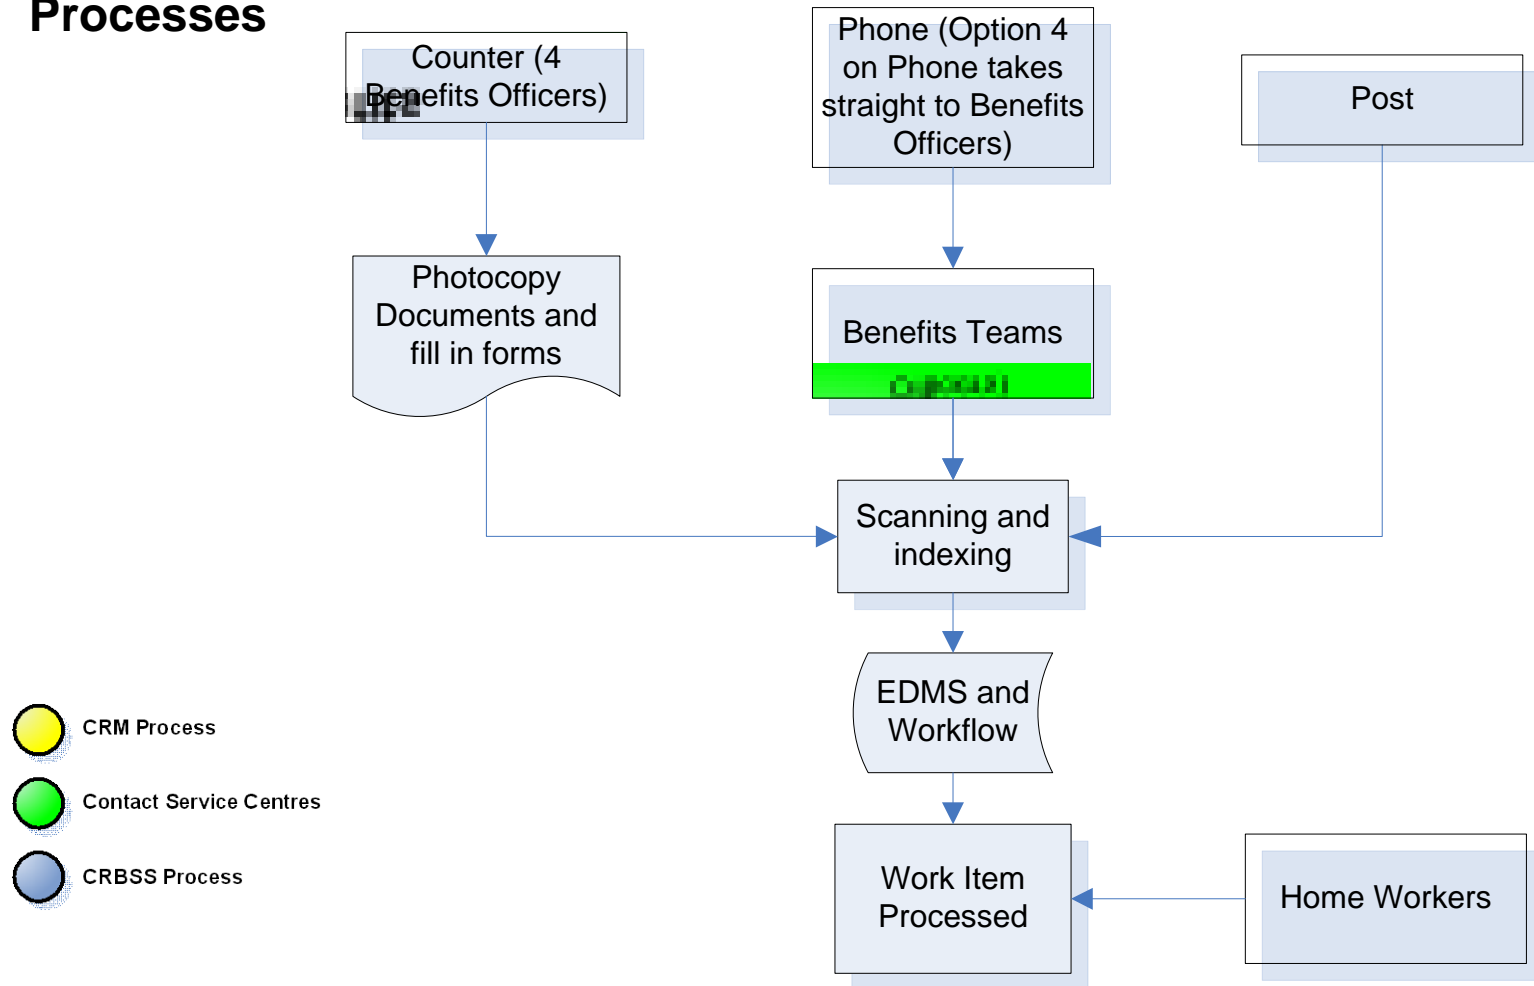 Processes
Counter (4
Benefits Officers)
Phone (Option 4
on Phone takes
straight to Benefits
Officers)
Post
Photocopy
Documents and
fill in forms
Benefits Teams
Scanning and
indexing
EDMS and
Workflow
CRM Process
Contact Service Centres
CRBSS Process
Work Item
Processed
Home Workers